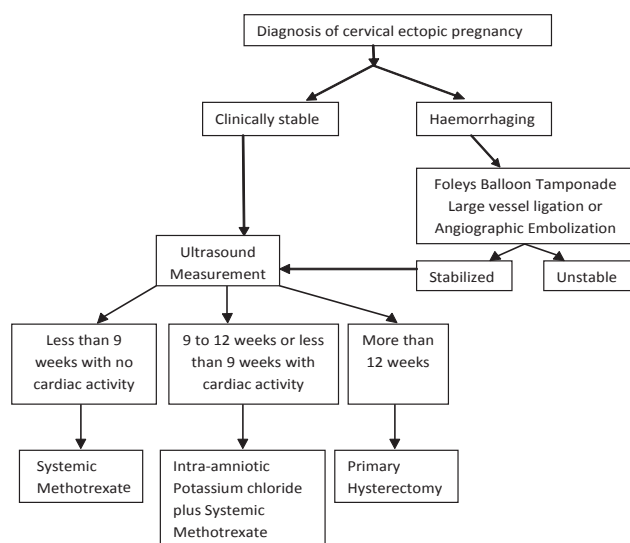 Diagnosis of cervical ectopic pregnancy
Clinically stable
Haemorrhaging
Foleys Balloon Tamponade
Large vessel ligation or
Angiographic Embolization
Ultrasound
Measurement
Stabilized
Unstable
Less than 9
weeks with no
cardiac activity
9 to 12 weeks or less
than 9 weeks with
cardiac activity
More than
12 weeks
Systemic
Methotrexate
Intra-amniotic
Potassium chloride
plus Systemic
Methotrexate
Primary
Hysterectomy